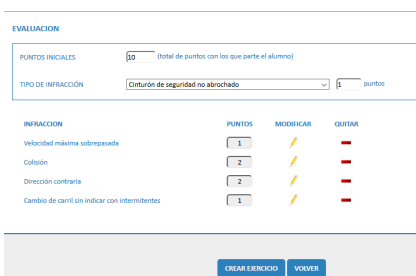 EVALUACION
PUNTOS INICIALES 10 (total de puntos con los que parte el alumno)
TIPO DE INFRACCIÓN Cinturón de seguridad no abrochado 1 puntos
INFRACCION PUNTOS MODIFICAR QUITAR
Velocidad máxima sobrepasada 1
Colisión 2
Dirección contraria 2
Cambio de carril sin indicar con intermitentes 1
CREAR EJERCICIO VOLVER